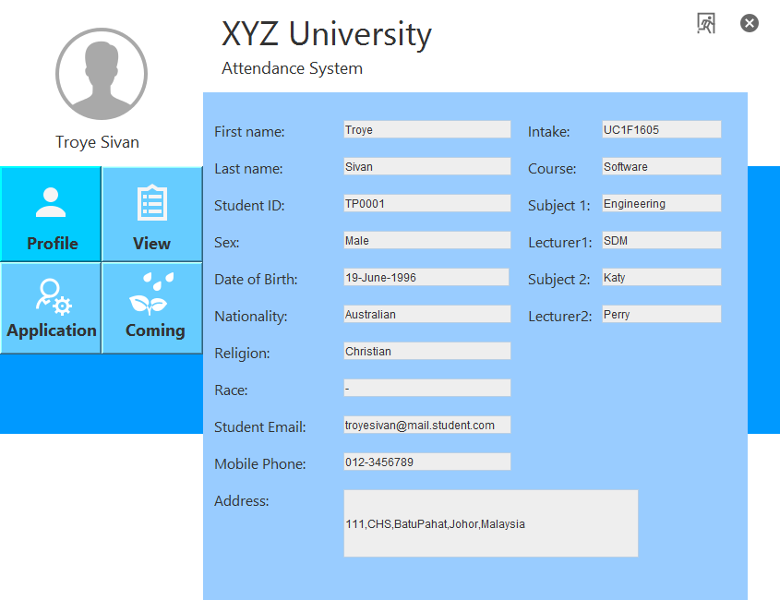 XYZ University
Attendance System
Troye Sivan
Profile
View
Application
Coming
First name: Troye
Last name: Sivan
Student ID: TP0001
Sex: Male
Date of Birth: 19-June-1996
Nationality: Australian
Religion: Christian
Race: -
Student Email: troyesivan@mail.student.com
Mobile Phone: 012-3456789
Address: 111,CHS,BatuPahat,Johor,Malaysia
Intake: UC1F1605
Course: Software
Subject 1: Engineering
Lecturer1: SDM
Subject 2: Katy
Lecturer2: Perry